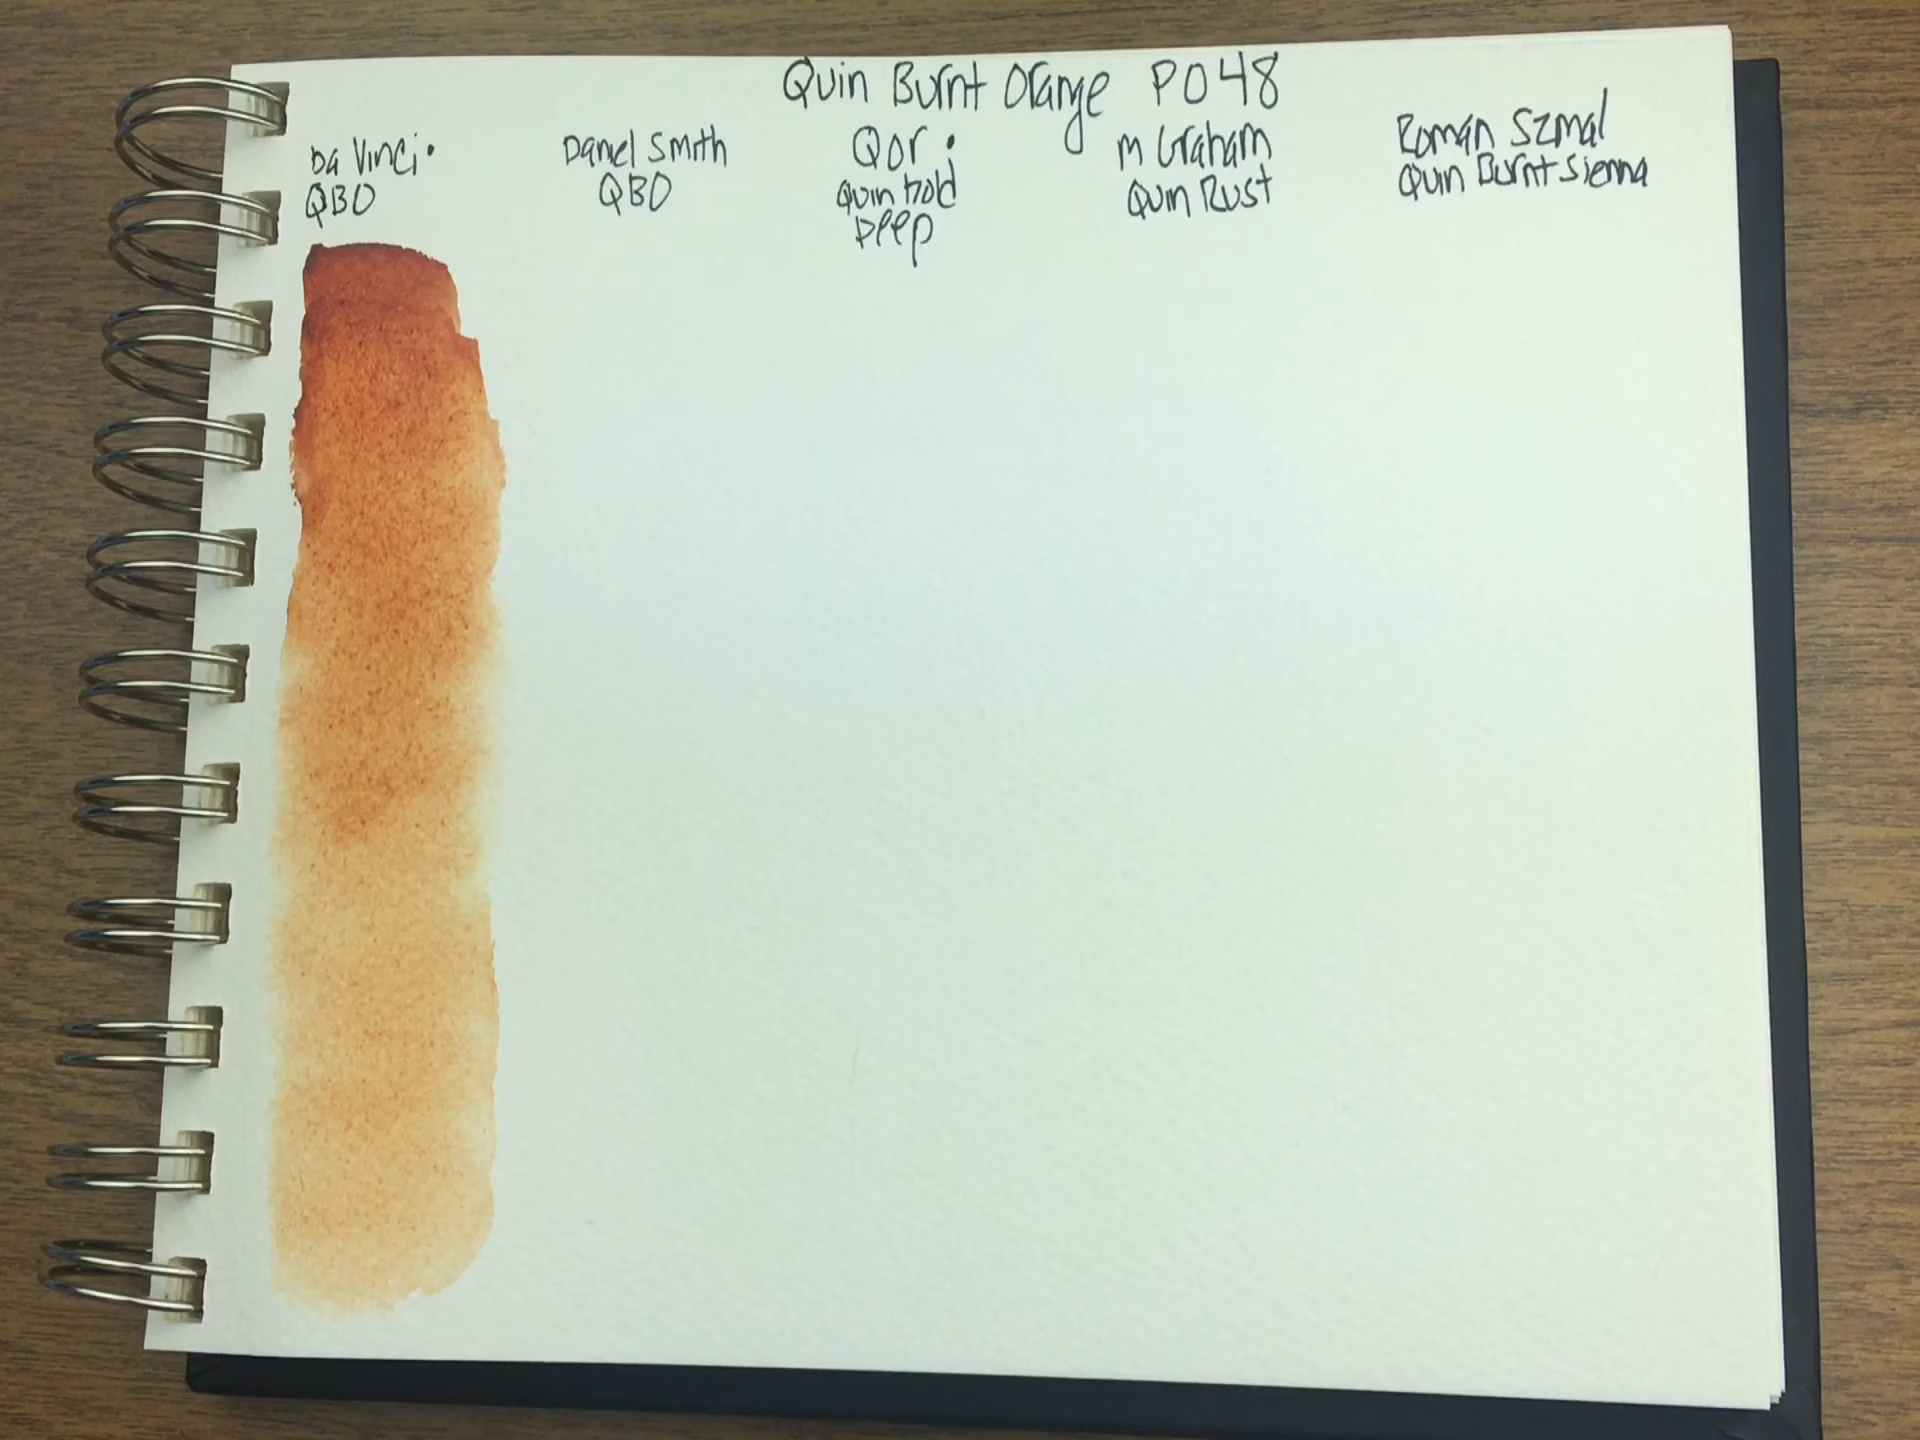 Quin Burnt Orange PO48
Da Vinci
QBO
Daniel Smith
QBO
Qor
Quin Gold
Deep
M Graham
Quin Rust
Roman Szmal
Quin Burnt Sienna